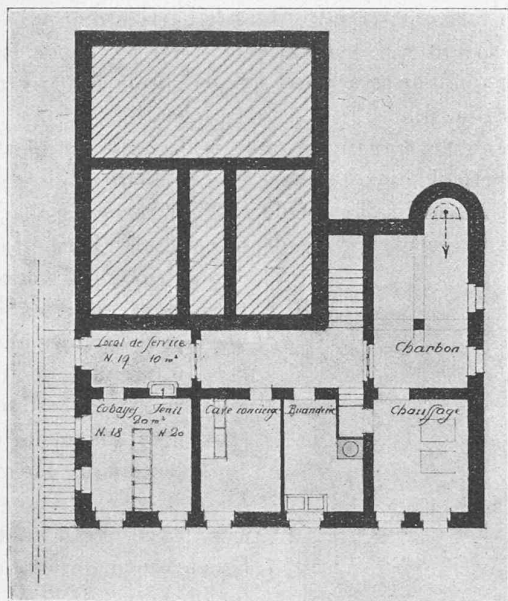 Local de service
N. 19 10 m²
Charbon
Cobayes Fenil
20 m²
N. 18 N 20
Cave concierge
Buanderie
Chauffage